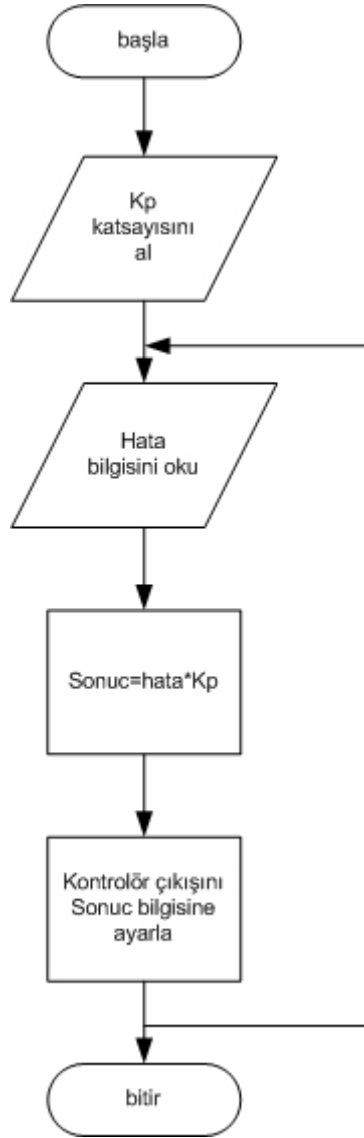 başla
Kp
katsayısını
al
Hata
bilgisini oku
Sonuc=hata*Kp
Kontrolör çıkışını
Sonuc bilgisine
ayarla
bitir